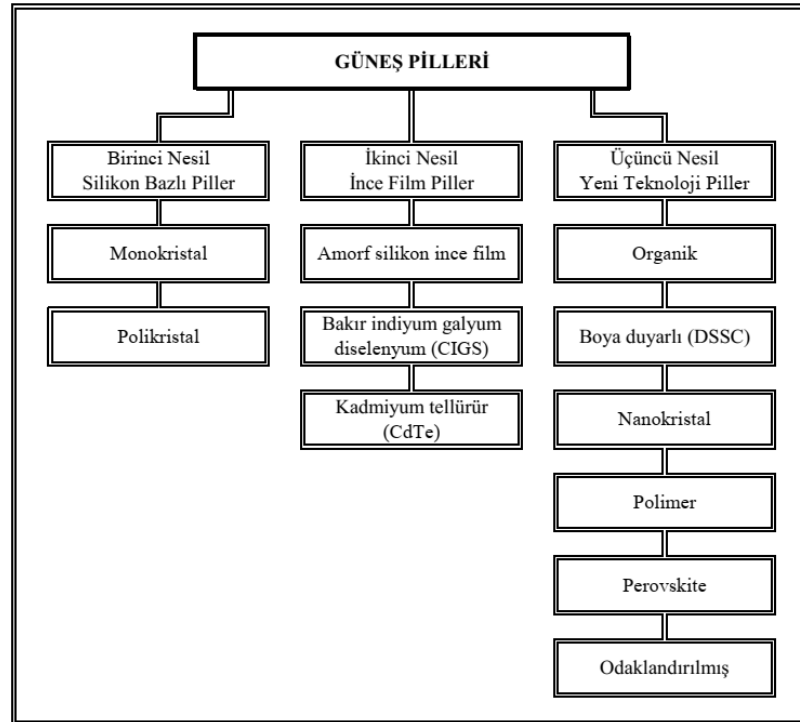 GÜNEŞ PİLLERİ
Birinci Nesil
Silikon Bazlı Piller
Monokristal
Polikristal
İkinci Nesil
İnce Film Piller
Amorf silikon ince film
Bakır indiyum galyum
diselenyum (CIGS)
Kadmiyum tellürür
(CdTe)
Üçüncü Nesil
Yeni Teknoloji Piller
Organik
Boya duyarlı (DSSC)
Nanokristal
Polimer
Perovskite
Odaklandırılmış